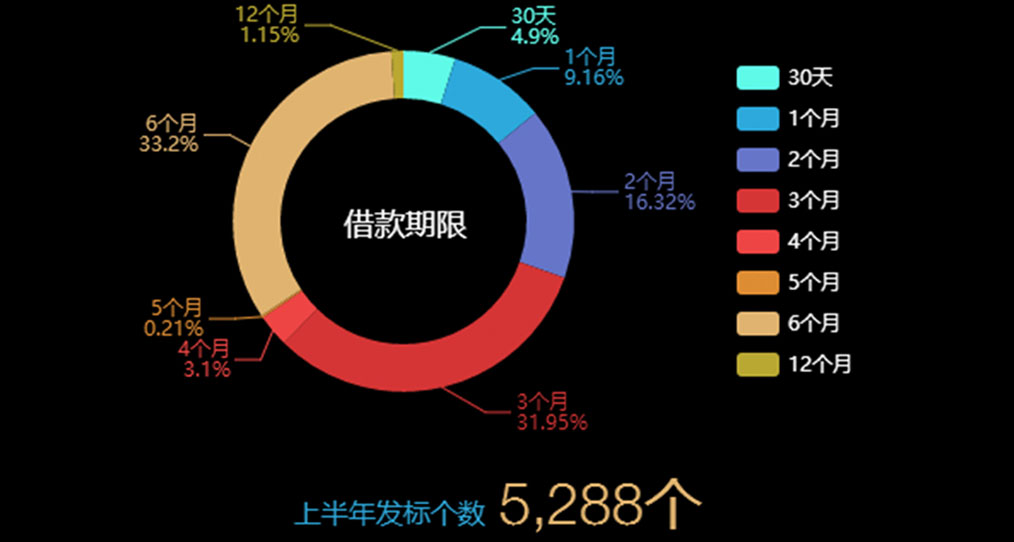 12个月
1.15%
30天
4.9%
1个月
9.16%
6个月
33.2%
2个月
16.32%
借款期限
5个月
0.21%
4个月
3.1%
3个月
31.95%
30天
1个月
2个月
3个月
4个月
5个月
6个月
12个月
上半年发标个数 5,288个